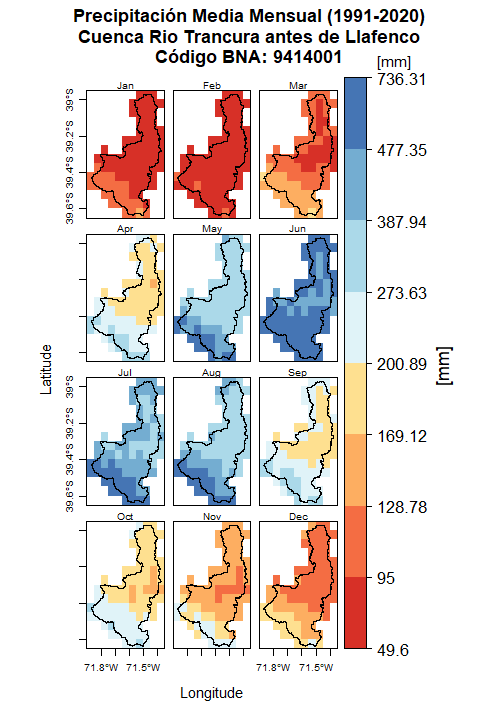 Precipitación Media Mensual (1991-2020)
Cuenca Rio Trancura antes de Llafenco
Código BNA: 9414001
[mm]
Jan Feb Mar
39°S
39.2°S
39.4°S
39.6°S
736.31
477.35
387.94
273.63
200.89
169.12
128.78
95
49.6
[mm]
Apr May Jun
Latitude
Jul Aug Sep
39°S
39.2°S
39.4°S
39.6°S
Oct Nov Dec
71.8°W 71.5°W 71.8°W 71.5°W
Longitude